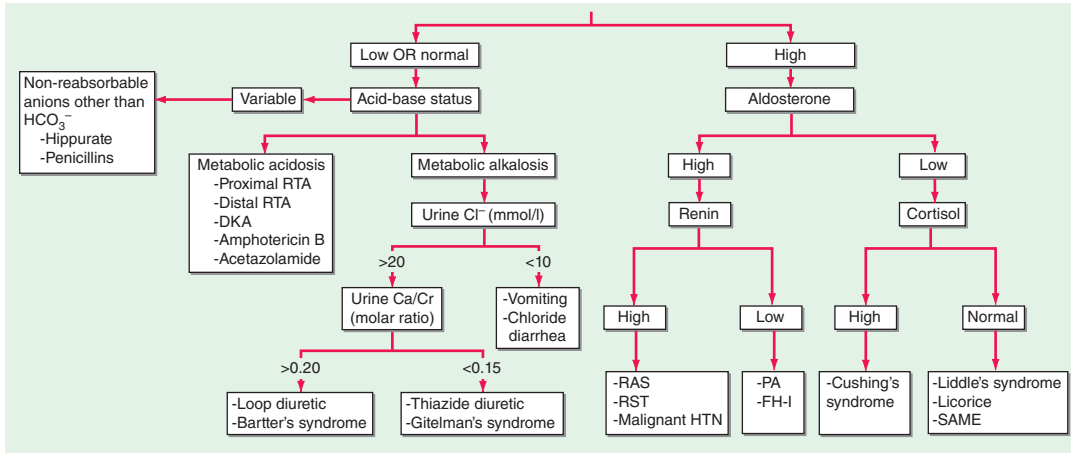 Low OR normal
High
Non-reabsorbable
anions other than
HCO₃⁻
-Hippurate
-Penicillins
Variable
Acid-base status
Aldosterone
Metabolic acidosis
-Proximal RTA
-Distal RTA
-DKA
-Amphotericin B
-Acetazolamide
Metabolic alkalosis
High
Low
Urine Cl⁻ (mmol/l)
Renin
Cortisol
>20
<10
Urine Ca/Cr
(molar ratio)
-Vomiting
-Chloride
diarrhea
High
Low
High
Normal
>0.20
<0.15
-Loop diuretic
-Bartter's syndrome
-Thiazide diuretic
-Gitelman's syndrome
-RAS
-RST
-Malignant HTN
-PA
-FH-I
-Cushing's
syndrome
-Liddle's syndrome
-Licorice
-SAME